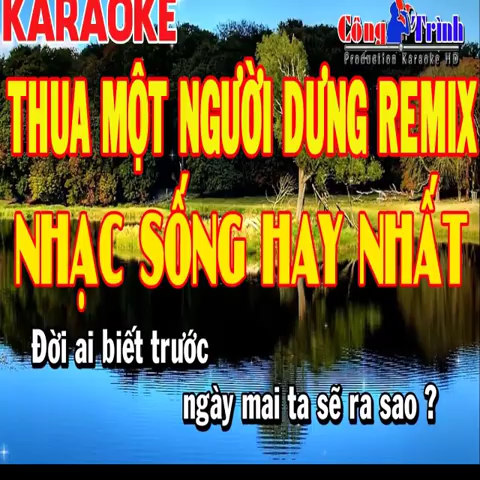 KARAOKE
Công Trình
Production Karaoke HD
THUA MỘT NGƯỜI DƯNG REMIX
NHẠC SỐNG HAY NHẤT
Đời ai biết trước
ngày mai ta sẽ ra sao ?